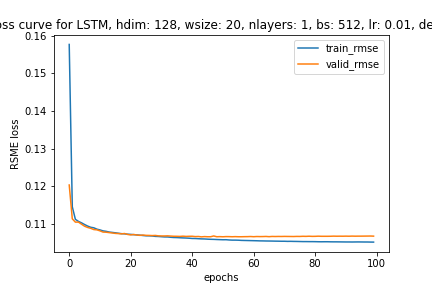 oss curve for LSTM, hdim: 128, wsize: 20, nlayers: 1, bs: 512, lr: 0.01, de
0.16
0.15
0.14
0.13
0.12
0.11
RSME loss
train_rmse
valid_rmse
0 20 40 60 80 100
epochs